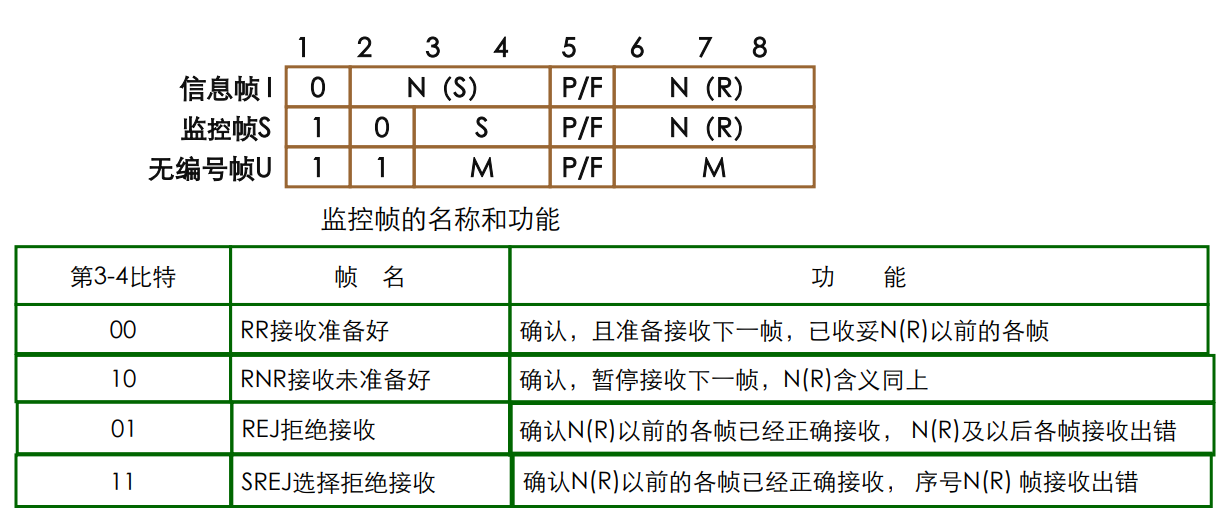 1 2 3 4 5 6 7 8
信息帧I 0 N（S） P/F N（R）
监控帧S 1 0 S P/F N（R）
无编号帧U 1 1 M P/F M
监控帧的名称和功能
第3-4比特 帧 名 功 能
00 RR接收准备好 确认，且准备接收下一帧，已收妥N(R)以前的各帧
10 RNR接收未准备好 确认，暂停接收下一帧，N(R)含义同上
01 REJ拒绝接收 确认N(R)以前的各帧已经正确接收， N(R)及以后各帧接收出错
11 SREJ选择拒绝接收 确认N(R)以前的各帧已经正确接收， 序号N(R) 帧接收出错